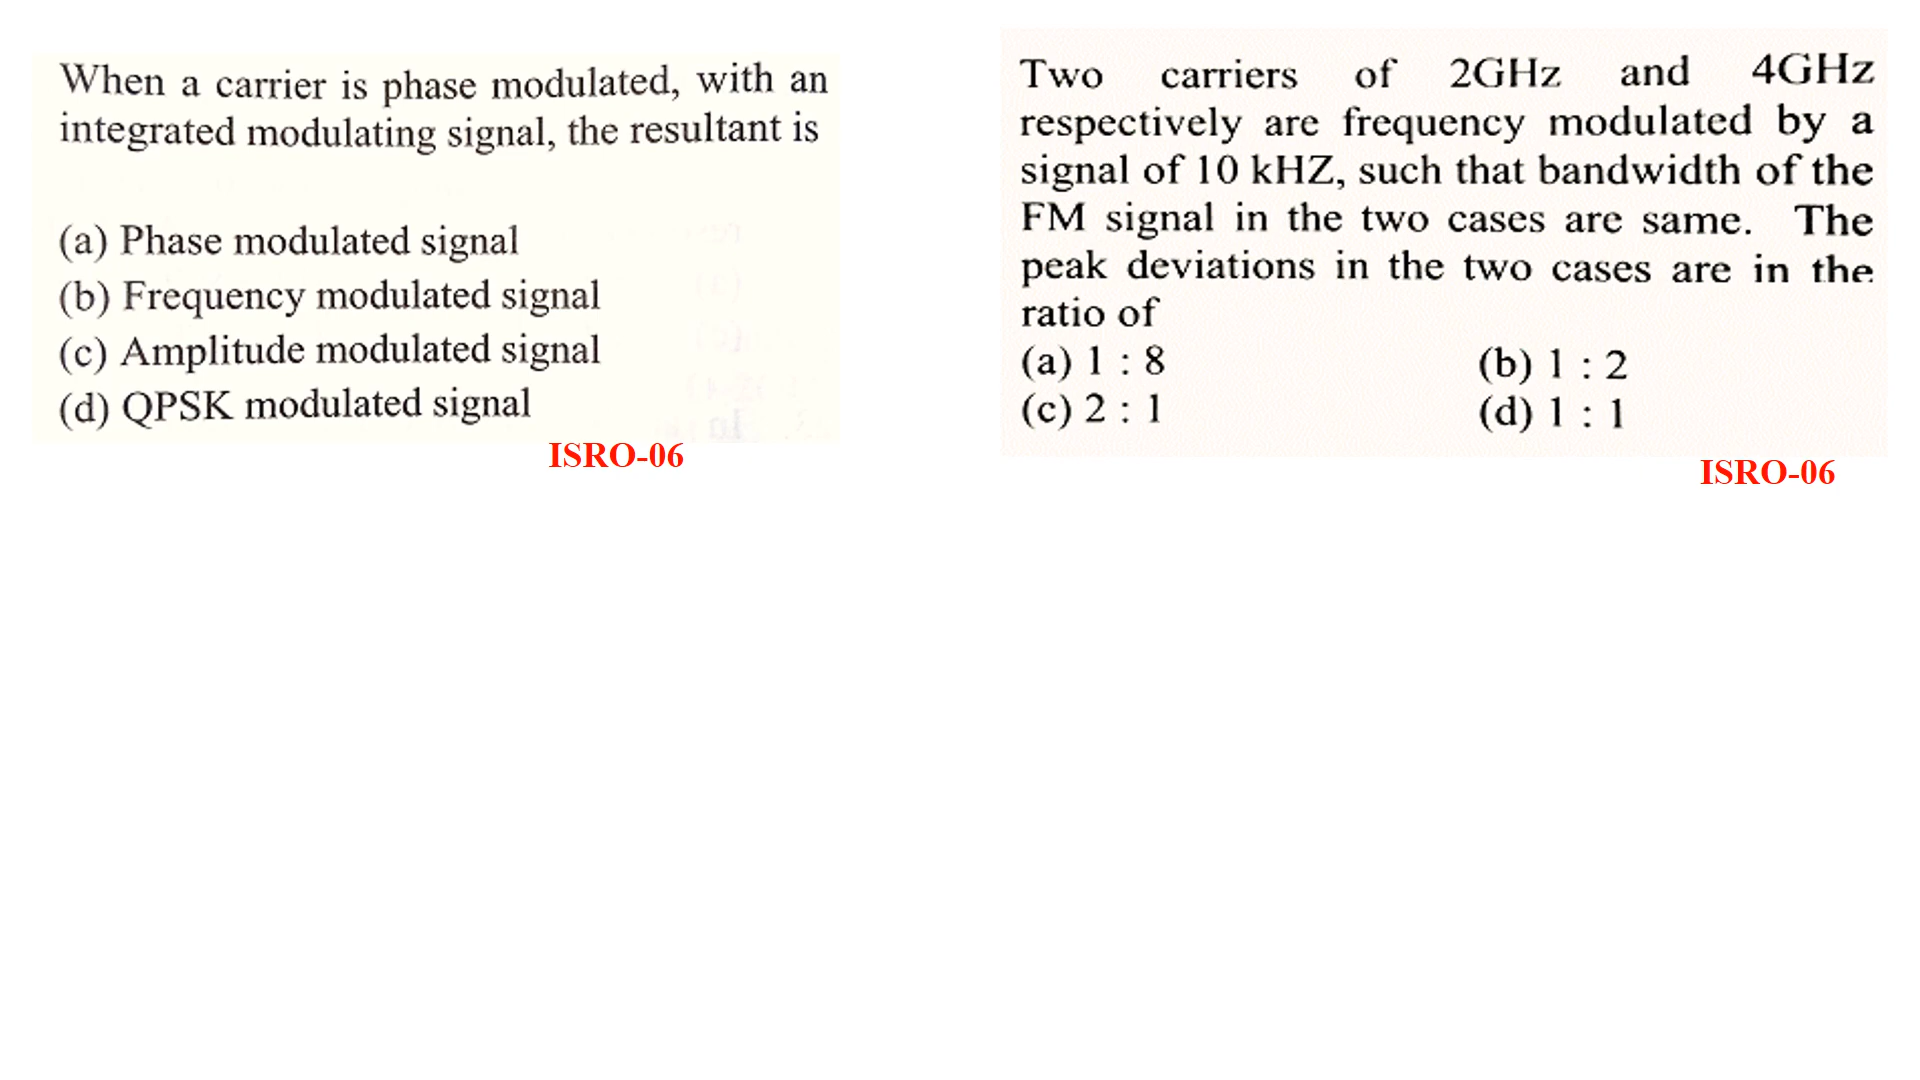 When a carrier is phase modulated, with an
integrated modulating signal, the resultant is
(a) Phase modulated signal
(b) Frequency modulated signal
(c) Amplitude modulated signal
(d) QPSK modulated signal
ISRO-06
Two carriers of 2GHz and 4GHz
respectively are frequency modulated by a
signal of 10 kHZ, such that bandwidth of the
FM signal in the two cases are same. The
peak deviations in the two cases are in the
ratio of
(a) 1 : 8 (b) 1 : 2
(c) 2 : 1 (d) 1 : 1
ISRO-06